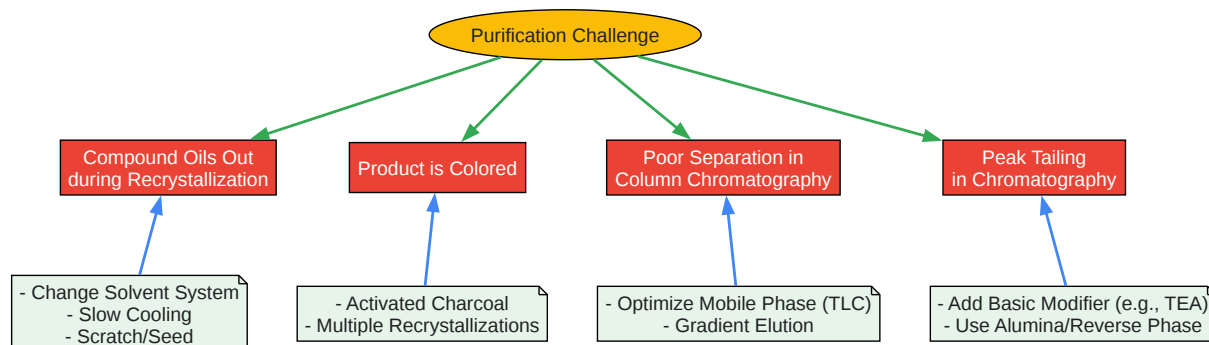 Purification Challenge
Compound Oils Out
during Recrystallization
Product is Colored
Poor Separation in
Column Chromatography
Peak Tailing
in Chromatography
- Change Solvent System
- Slow Cooling
- Scratch/Seed
- Activated Charcoal
- Multiple Recrystallizations
- Optimize Mobile Phase (TLC)
- Gradient Elution
- Add Basic Modifier (e.g., TEA)
- Use Alumina/Reverse Phase